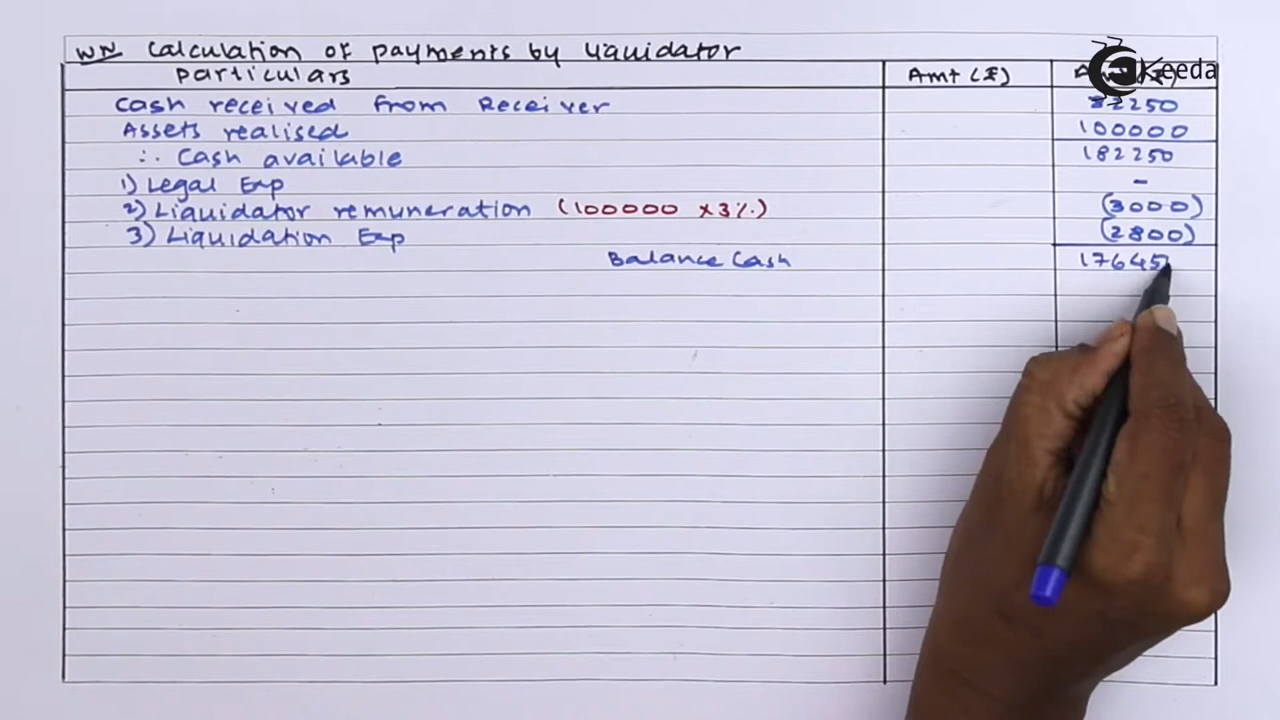 WN Calculation of payments by liquidator
Particulars Amt (₹)
Keeda
Cash received from Receiver 82250
Assets realised 100000
∴ Cash available 182250
1) Legal Exp -
2) Liquidator remuneration (100000 x 3%.) (3000)
3) Liquidation Exp (2800)
Balance Cash 17645